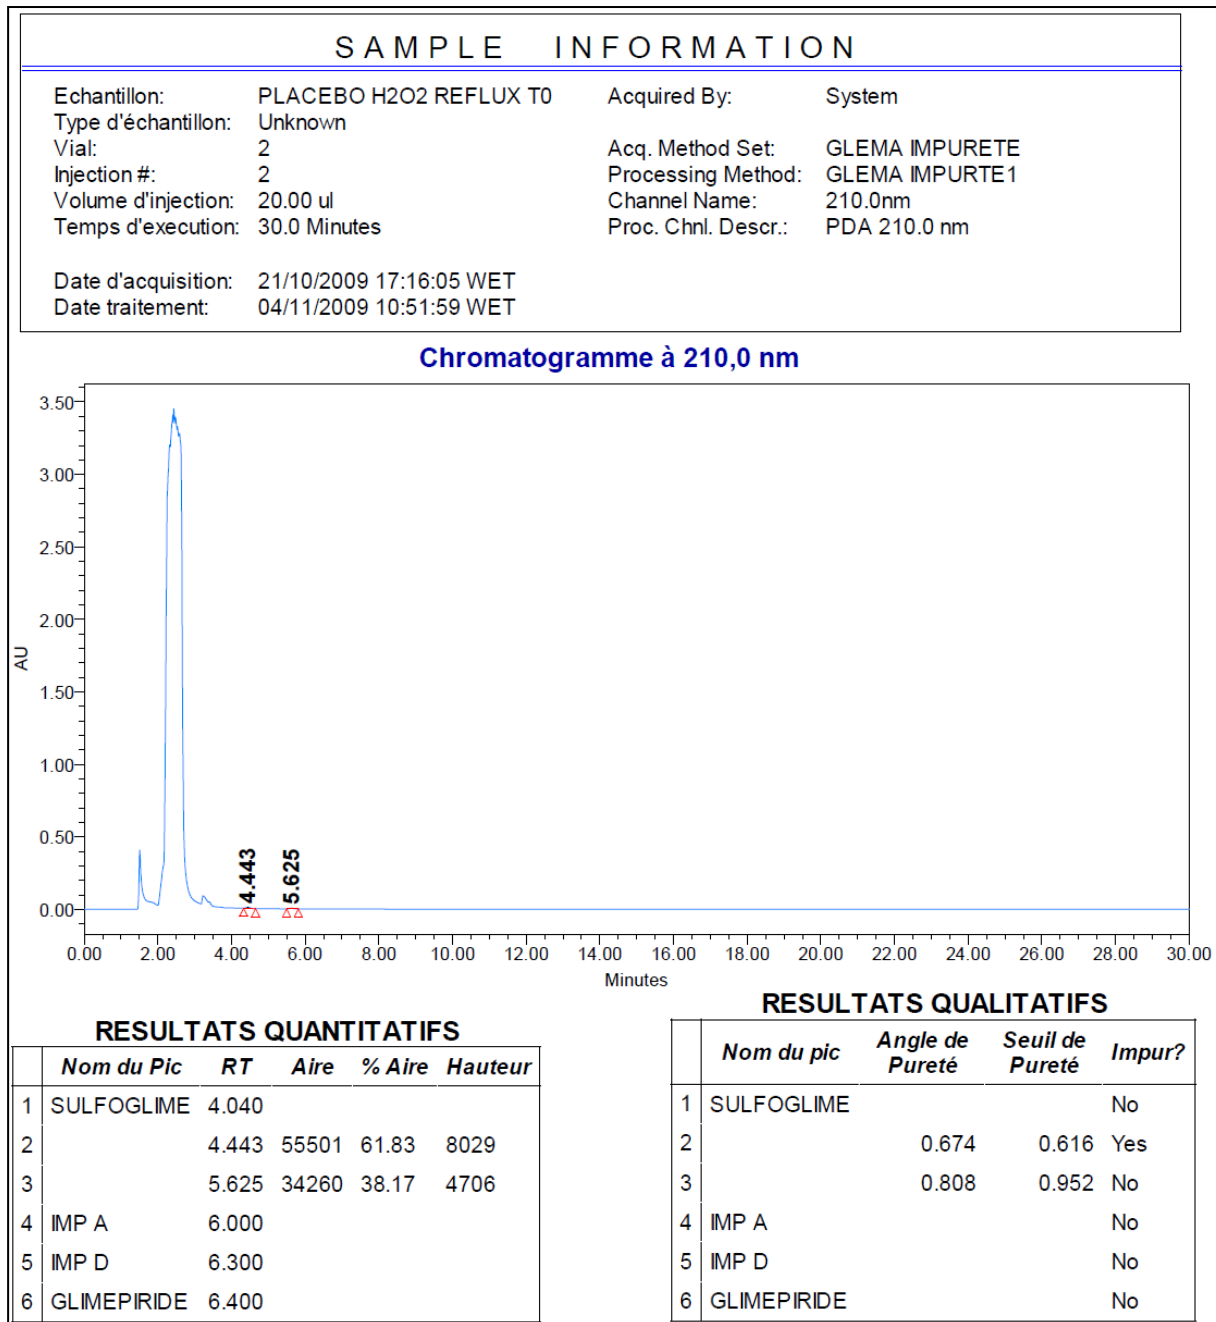 SAMPLE INFORMATION
Echantillon: PLACEBO H2O2 REFLUX T0 Acquired By: System
Type d'échantillon: Unknown
Vial: 2 Acq. Method Set: GLEMA IMPURETE
Injection #: 2 Processing Method: GLEMA IMPURTE1
Volume d'injection: 20.00 ul Channel Name: 210.0nm
Temps d'execution: 30.0 Minutes Proc. Chnl. Descr.: PDA 210.0 nm
Date d'acquisition: 21/10/2009 17:16:05 WET
Date traitement: 04/11/2009 10:51:59 WET
Chromatogramme à 210,0 nm
3.50
3.00
2.50
2.00
AU
1.50
1.00
0.50
4.443 5.625
0.00
0.00 2.00 4.00 6.00 8.00 10.00 12.00 14.00 16.00 18.00 20.00 22.00 24.00 26.00 28.00 30.00
Minutes
RESULTATS QUANTITATIFS
Nom du Pic RT Aire % Aire Hauteur
1 SULFOGLIME 4.040
2 4.443 55501 61.83 8029
3 5.625 34260 38.17 4706
4 IMP A 6.000
5 IMP D 6.300
6 GLIMEPIRIDE 6.400
RESULTATS QUALITATIFS
Nom du pic Angle de Pureté Seuil de Pureté Impur?
1 SULFOGLIME No
2 0.674 0.616 Yes
3 0.808 0.952 No
4 IMP A No
5 IMP D No
6 GLIMEPIRIDE No